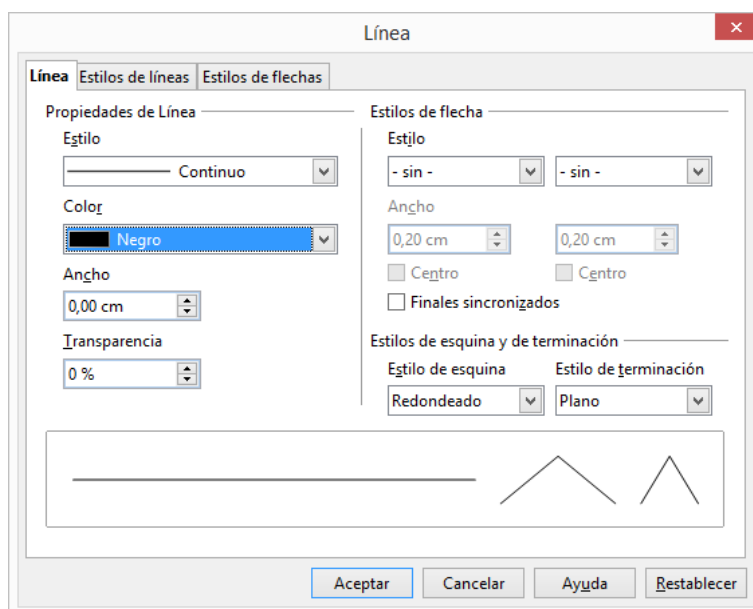 Línea
Línea Estilos de líneas Estilos de flechas
Propiedades de Línea
Estilo
Continuo
Color
Negro
Ancho
0,00 cm
Transparencia
0 %
Estilos de flecha
Estilo
- sin - - sin -
Ancho
0,20 cm 0,20 cm
Centro Centro
Finales sincronizados
Estilos de esquina y de terminación
Estilo de esquina Estilo de terminación
Redondeado Plano
Aceptar Cancelar Ayuda Restablecer